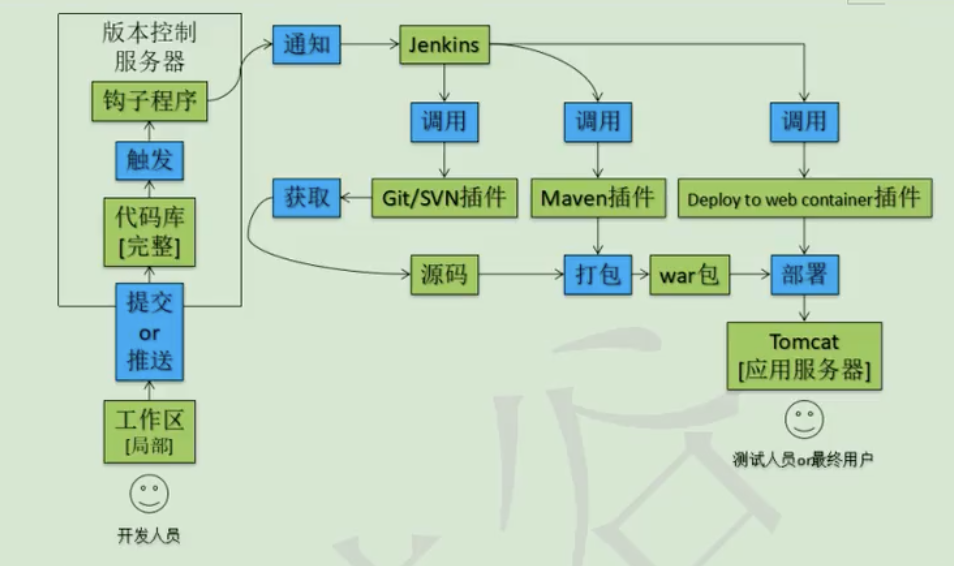 版本控制
服务器
钩子程序
触发
代码库
[完整]
提交
or
推送
工作区
[局部]
开发人员
通知
Jenkins
调用
调用
调用
获取
Git/SVN插件
Maven插件
Deploy to web container插件
源码
打包
war包
部署
Tomcat
[应用服务器]
测试人员or最终用户